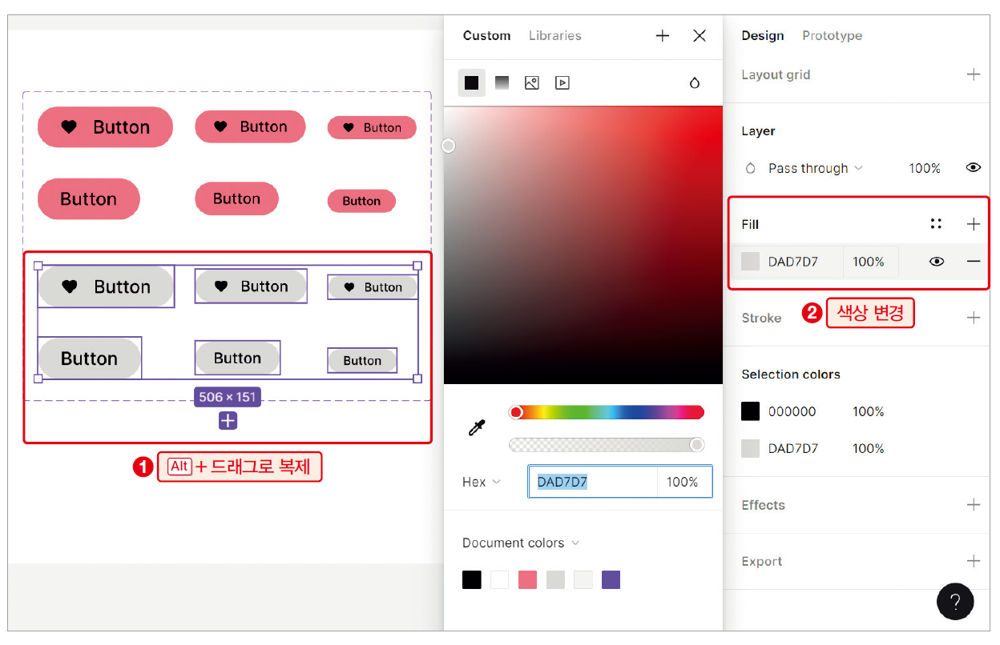 Custom Libraries
Design Prototype
Layout grid
Layer
Pass through 100%
Fill
DAD7D7 100%
Stroke
❷ 색상 변경
Selection colors
000000 100%
DAD7D7 100%
Effects
Export
?
Button Button Button
Button Button Button
Button Button Button
Button Button Button
506 × 151
❶ Alt + 드래그로 복제
Hex DAD7D7 100%
Document colors